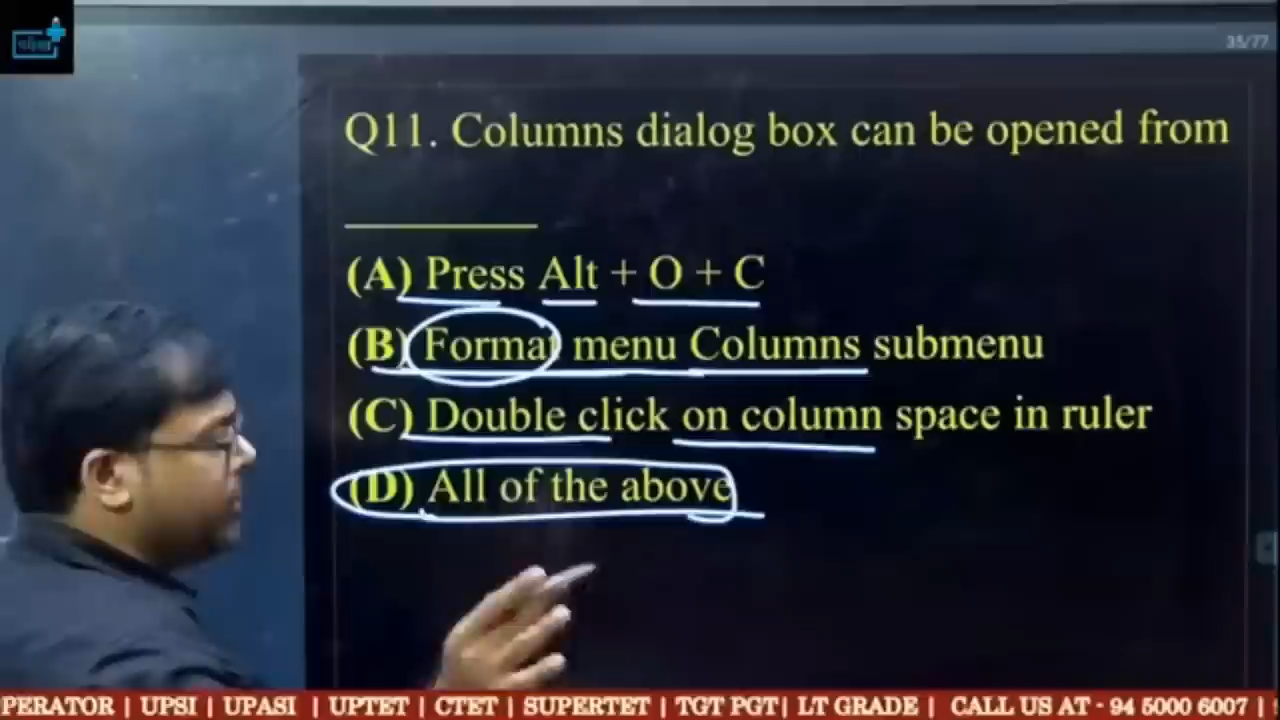 35/77
Q11. Columns dialog box can be opened from
(A) Press Alt + O + C
(B) Format menu Columns submenu
(C) Double click on column space in ruler
(D) All of the above
PERATOR | UPSI | UPASI | UPTET | CTET | SUPERTET | TGT PGT | LT GRADE | CALL US AT - 94 5000 6007 |